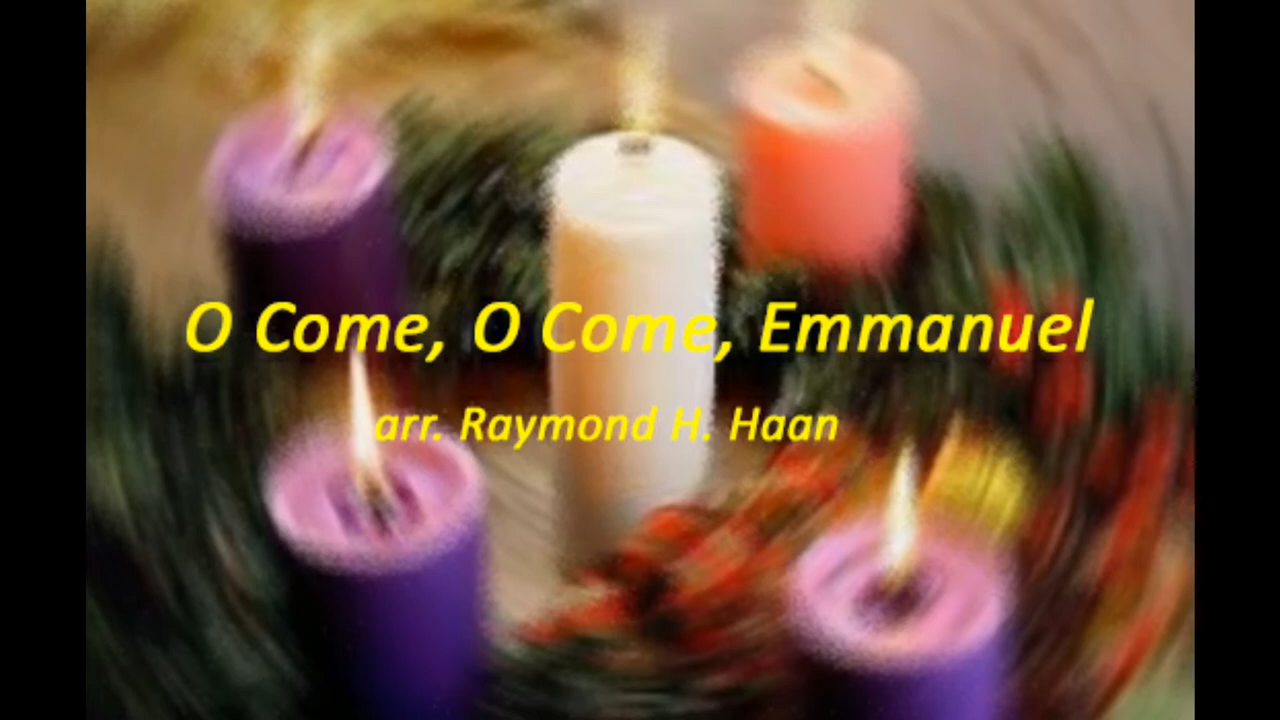 O Come, O Come, Emmanuel
arr. Raymond H. Haan